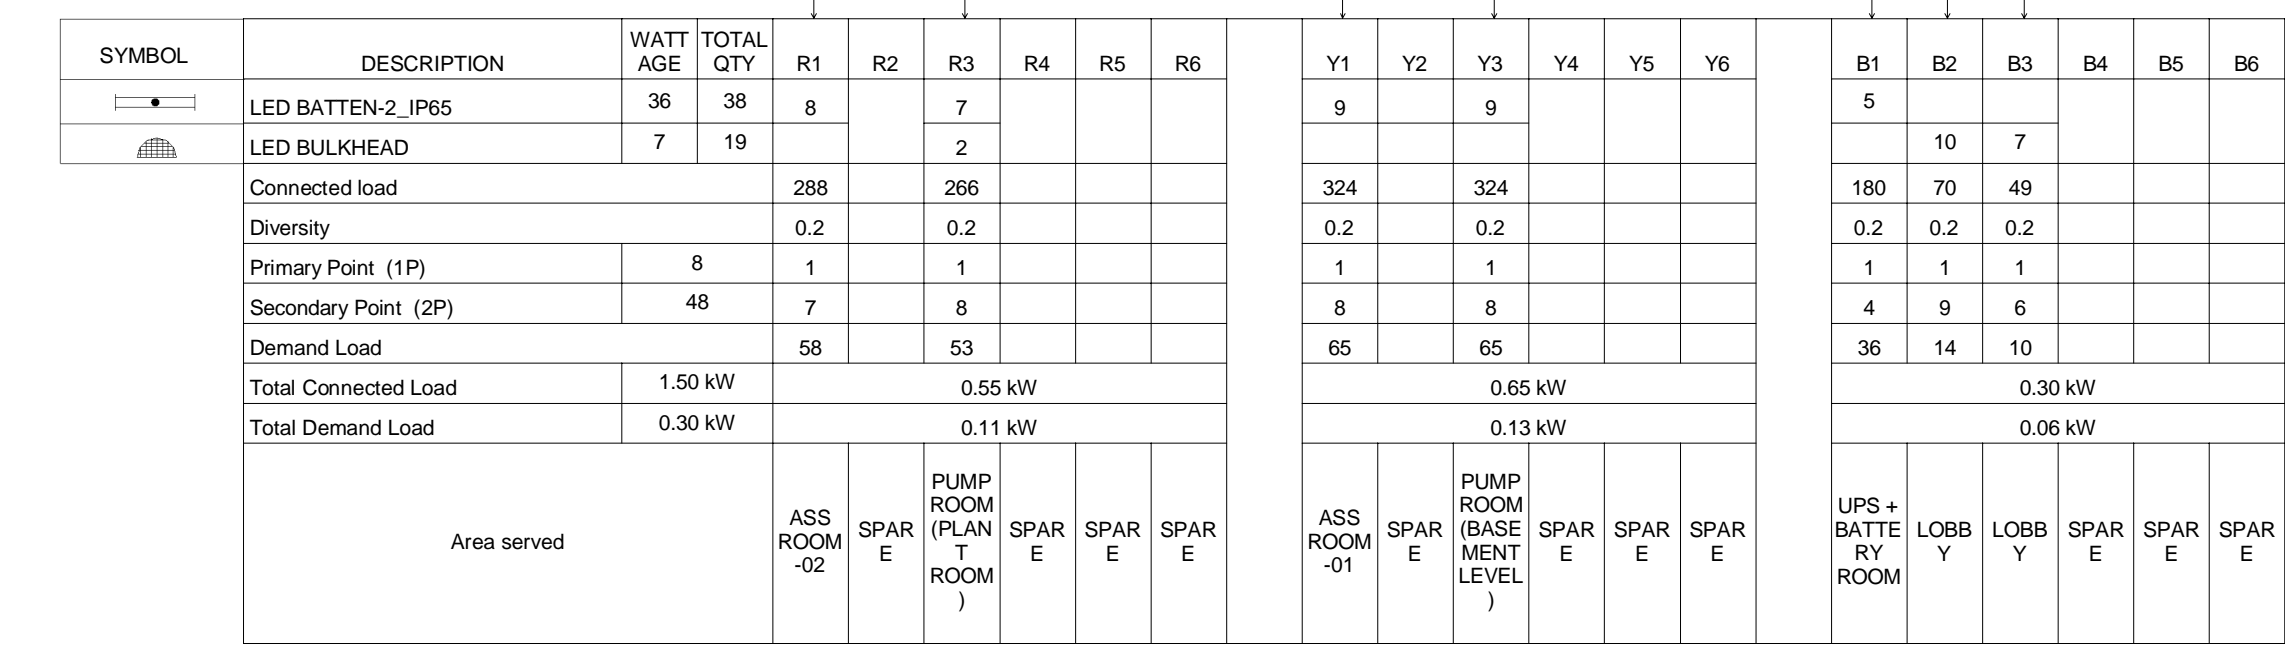 SYMBOL DESCRIPTION WATT AGE TOTAL QTY R1 R2 R3 R4 R5 R6 Y1 Y2 Y3 Y4 Y5 Y6 B1 B2 B3 B4 B5 B6
LED BATTEN-2_IP65 36 38 8 7 9 9 5
LED BULKHEAD 7 19 2 10 7
Connected load 288 266 324 324 180 70 49
Diversity 0.2 0.2 0.2 0.2 0.2 0.2 0.2
Primary Point (1P) 8 1 1 1 1 1 1 1
Secondary Point (2P) 48 7 8 8 8 4 9 6
Demand Load 58 53 65 65 36 14 10
Total Connected Load 1.50 kW 0.55 kW 0.65 kW 0.30 kW
Total Demand Load 0.30 kW 0.11 kW 0.13 kW 0.06 kW
Area served
ASS
ROOM
-02
SPAR
E
PUMP
ROOM
(PLAN
T
ROOM
)
SPAR
E
SPAR
E
SPAR
E
ASS
ROOM
-01
SPAR
E
PUMP
ROOM
(BASE
MENT
LEVEL
)
SPAR
E
SPAR
E
SPAR
E
UPS +
BATTE
RY
ROOM
LOBB
Y
LOBB
Y
SPAR
E
SPAR
E
SPAR
E